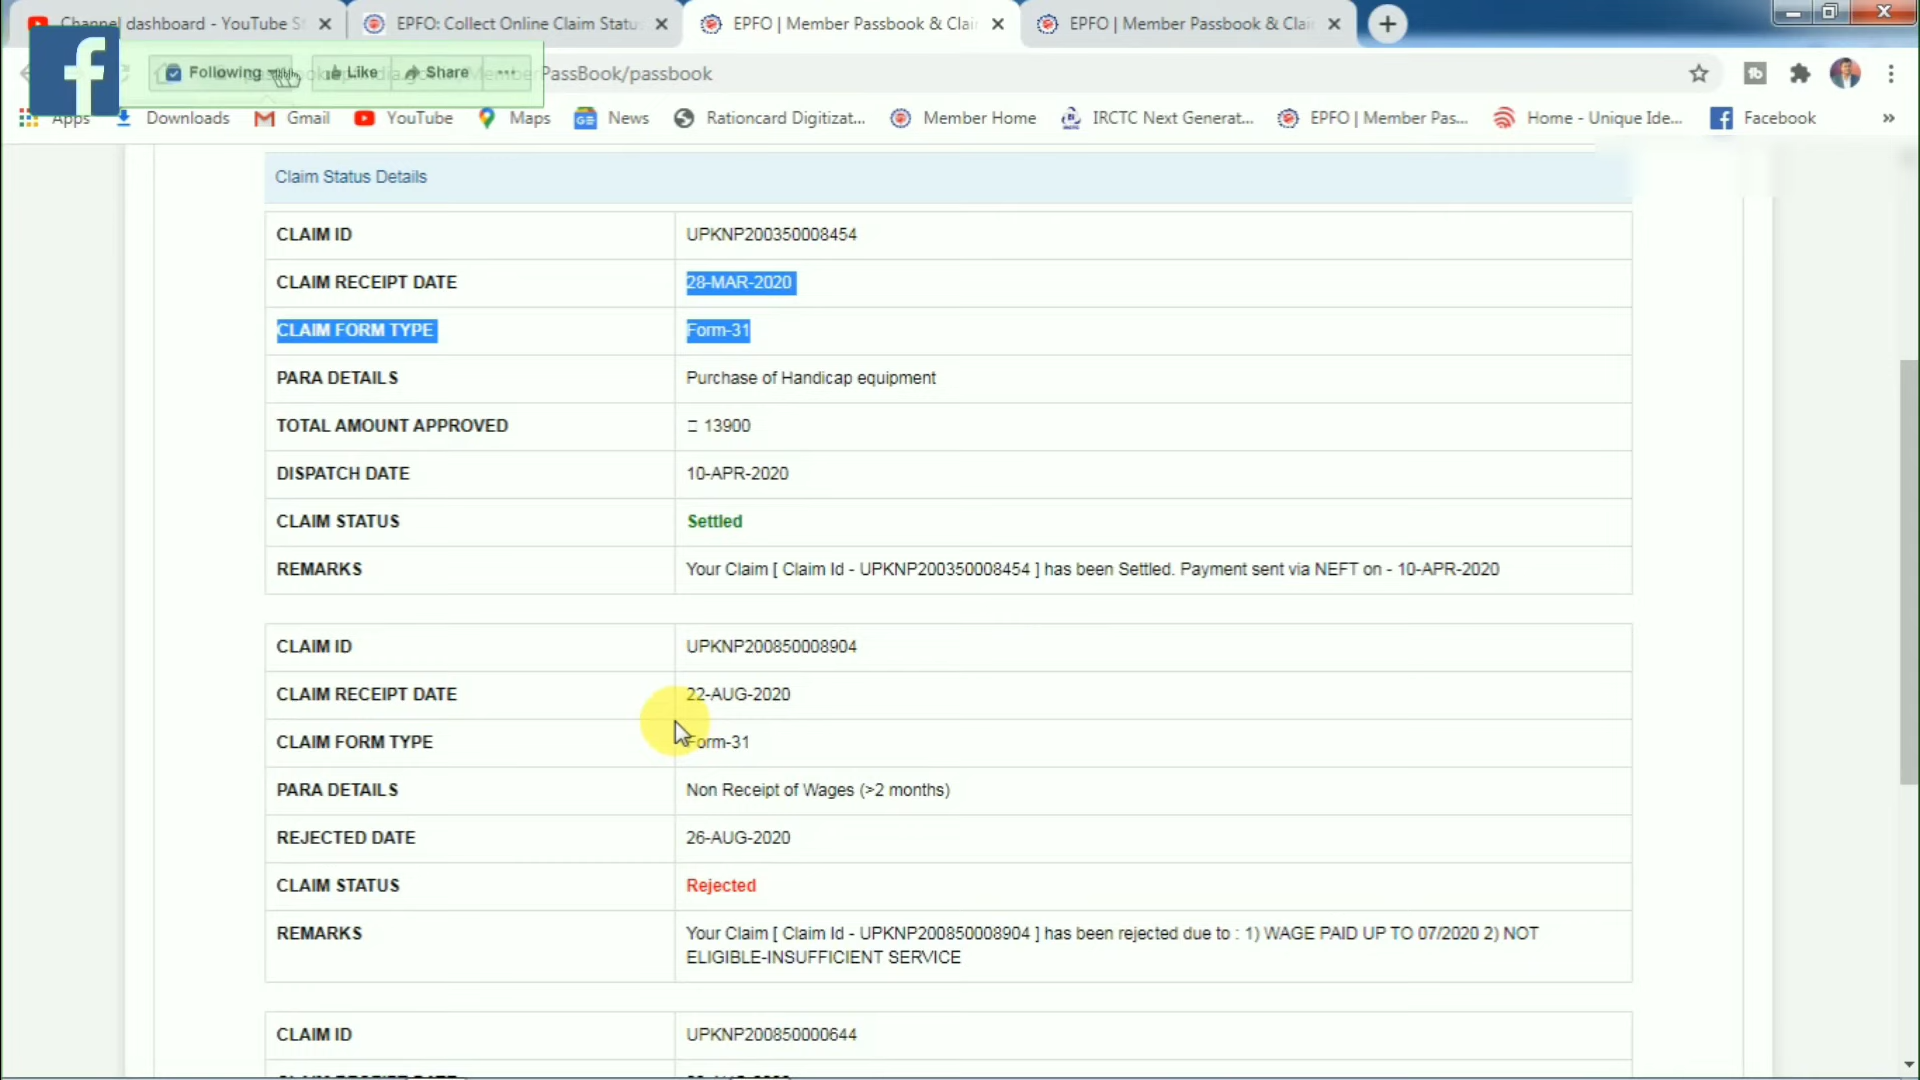 Channel dashboard - YouTube S
EPFO: Collect Online Claim Statu
EPFO | Member Passbook & Clai
EPFO | Member Passbook & Clai
f
Following
Like
Share
PassBook/passbook
Apps
Downloads
Gmail
YouTube
Maps
News
Rationcard Digitizat...
Member Home
IRCTC Next Generat...
EPFO | Member Pas...
Home - Unique Ide...
Facebook
»
Claim Status Details
CLAIM ID UPKNP200350008454
CLAIM RECEIPT DATE 28-MAR-2020
CLAIM FORM TYPE Form-31
PARA DETAILS Purchase of Handicap equipment
TOTAL AMOUNT APPROVED 13900
DISPATCH DATE 10-APR-2020
CLAIM STATUS Settled
REMARKS Your Claim [ Claim Id - UPKNP200350008454 ] has been Settled. Payment sent via NEFT on - 10-APR-2020
CLAIM ID UPKNP200850008904
CLAIM RECEIPT DATE 22-AUG-2020
CLAIM FORM TYPE Form-31
PARA DETAILS Non Receipt of Wages (>2 months)
REJECTED DATE 26-AUG-2020
CLAIM STATUS Rejected
REMARKS Your Claim [ Claim Id - UPKNP200850008904 ] has been rejected due to : 1) WAGE PAID UP TO 07/2020 2) NOT
ELIGIBLE-INSUFFICIENT SERVICE
CLAIM ID UPKNP200850000644